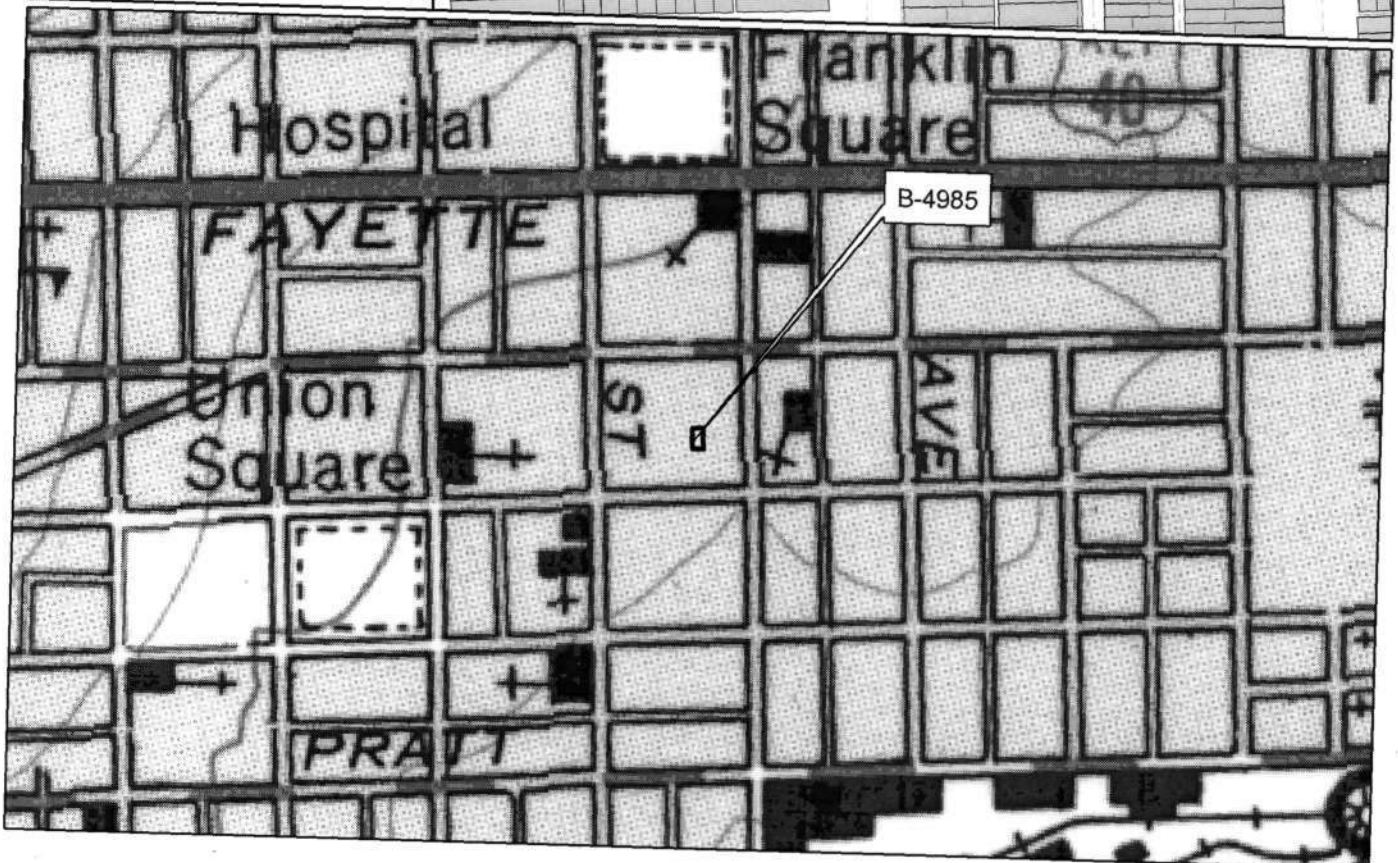 Franklin
Square
40
Hospital
B-4985
FAYETTE
Union
Square
ST
AVE
PRATT